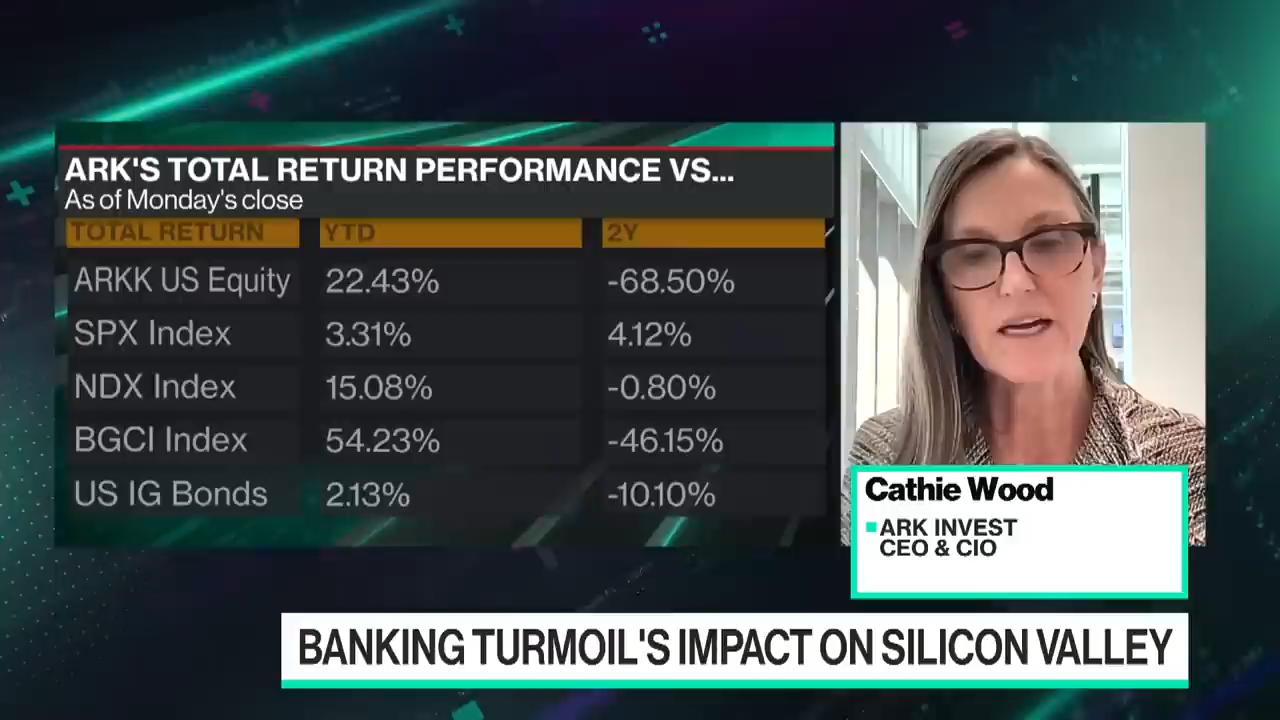 ARK'S TOTAL RETURN PERFORMANCE VS...
As of Monday's close
TOTAL RETURN YTD 2Y
ARKK US Equity 22.43% -68.50%
SPX Index 3.31% 4.12%
NDX Index 15.08% -0.80%
BGCI Index 54.23% -46.15%
US IG Bonds 2.13% -10.10%
Cathie Wood
ARK INVEST
CEO & CIO
BANKING TURMOIL'S IMPACT ON SILICON VALLEY